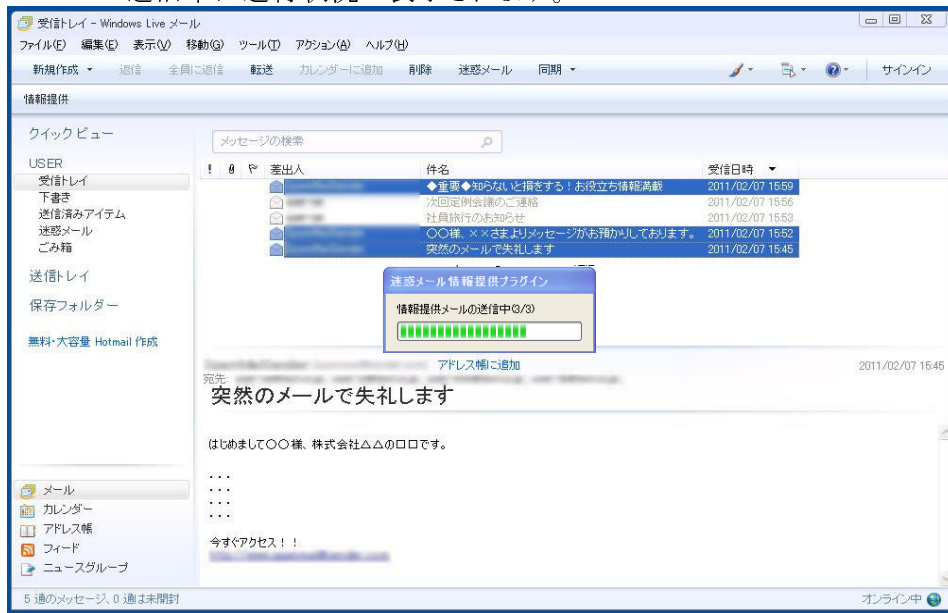 受信トレイ - Windows Live メール
ファイル(F) 編集(E) 表示(V) 移動(G) ツール(T) アクション(A) ヘルプ(H)
新規作成 返信 全員に返信 転送 カレンダーに追加 削除 迷惑メール 同期 サインイン
情報提供
クイック ビュー
メッセージの検索
USER
受信トレイ
下書き
送信済みアイテム
迷惑メール
ごみ箱
送信トレイ
保存フォルダー
無料・大容量 Hotmail 作成
差出人 件名 受信日時
◆重要◆知らないと損をする！お役立ち情報満載 2011/02/07 15:59
次回定例会議のご連絡 2011/02/07 15:56
社員旅行のお知らせ 2011/02/07 15:53
〇〇様、××さまよりメッセージがお預かりしております。 2011/02/07 15:52
突然のメールで失礼します 2011/02/07 15:45
迷惑メール情報提供プラグイン
情報提供メールの送信中(3/3)
アドレス帳に追加 2011/02/07 15:45
宛先:
突然のメールで失礼します
はじめまして〇〇様、株式会社△△の口口です。
・・・
・・・
・・・
・・・
今すぐアクセス！！
メール
カレンダー
アドレス帳
フィード
ニュースグループ
5 通のメッセージ、0 通は未開封 オンライン中